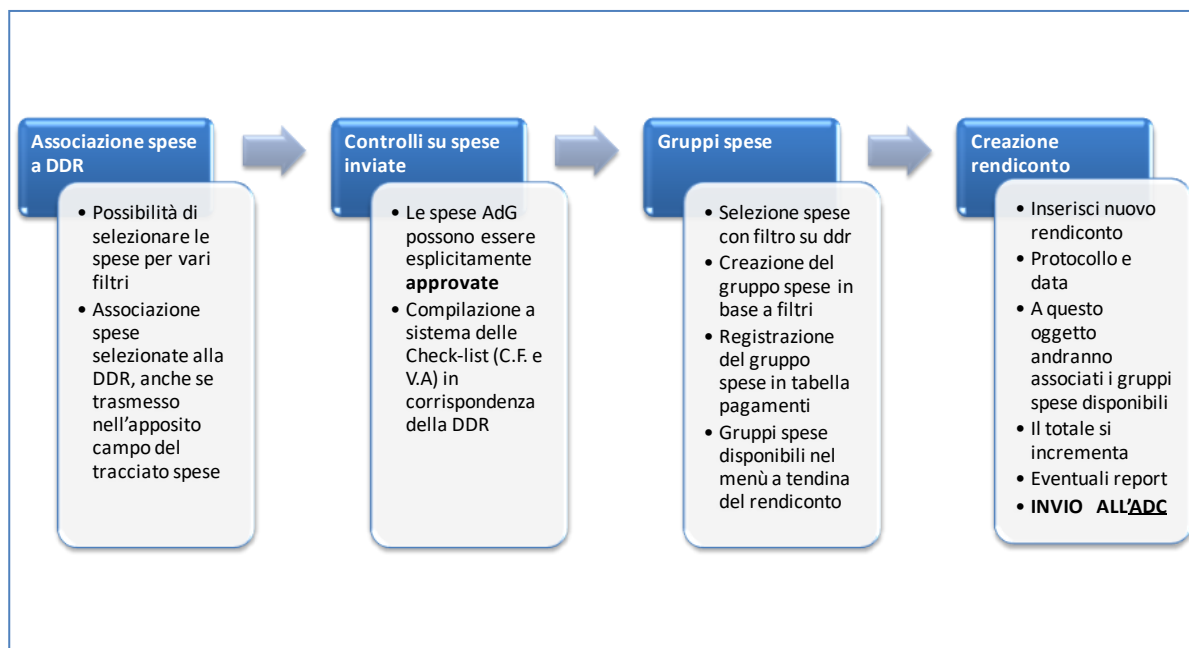 Associazione spese
a DDR
• Possibilità di
selezionare le
spese per vari
filtri
• Associazione
spese
selezionate alla
DDR, anche se
trasmesso
nell’apposito
campo del
tracciato spese
Controlli su spese
inviate
• Le spese AdG
possono essere
esplicitamente
approvate
• Compilazione a
sistema delle
Check-list (C.F. e
V.A) in
corrispondenza
della DDR
Gruppi spese
• Selezione spese
con filtro su ddr
• Creazione del
gruppo spese in
base a filtri
• Registrazione
del gruppo
spese in tabella
pagamenti
• Gruppi spese
disponibili nel
menù a tendina
del rendiconto
Creazione
rendiconto
• Inserisci nuovo
rendiconto
• Protocollo e
data
• A questo
oggetto
andranno
associati i gruppi
spese disponibili
• Il totale si
incrementa
• Eventuali report
• INVIO ALL’ADC